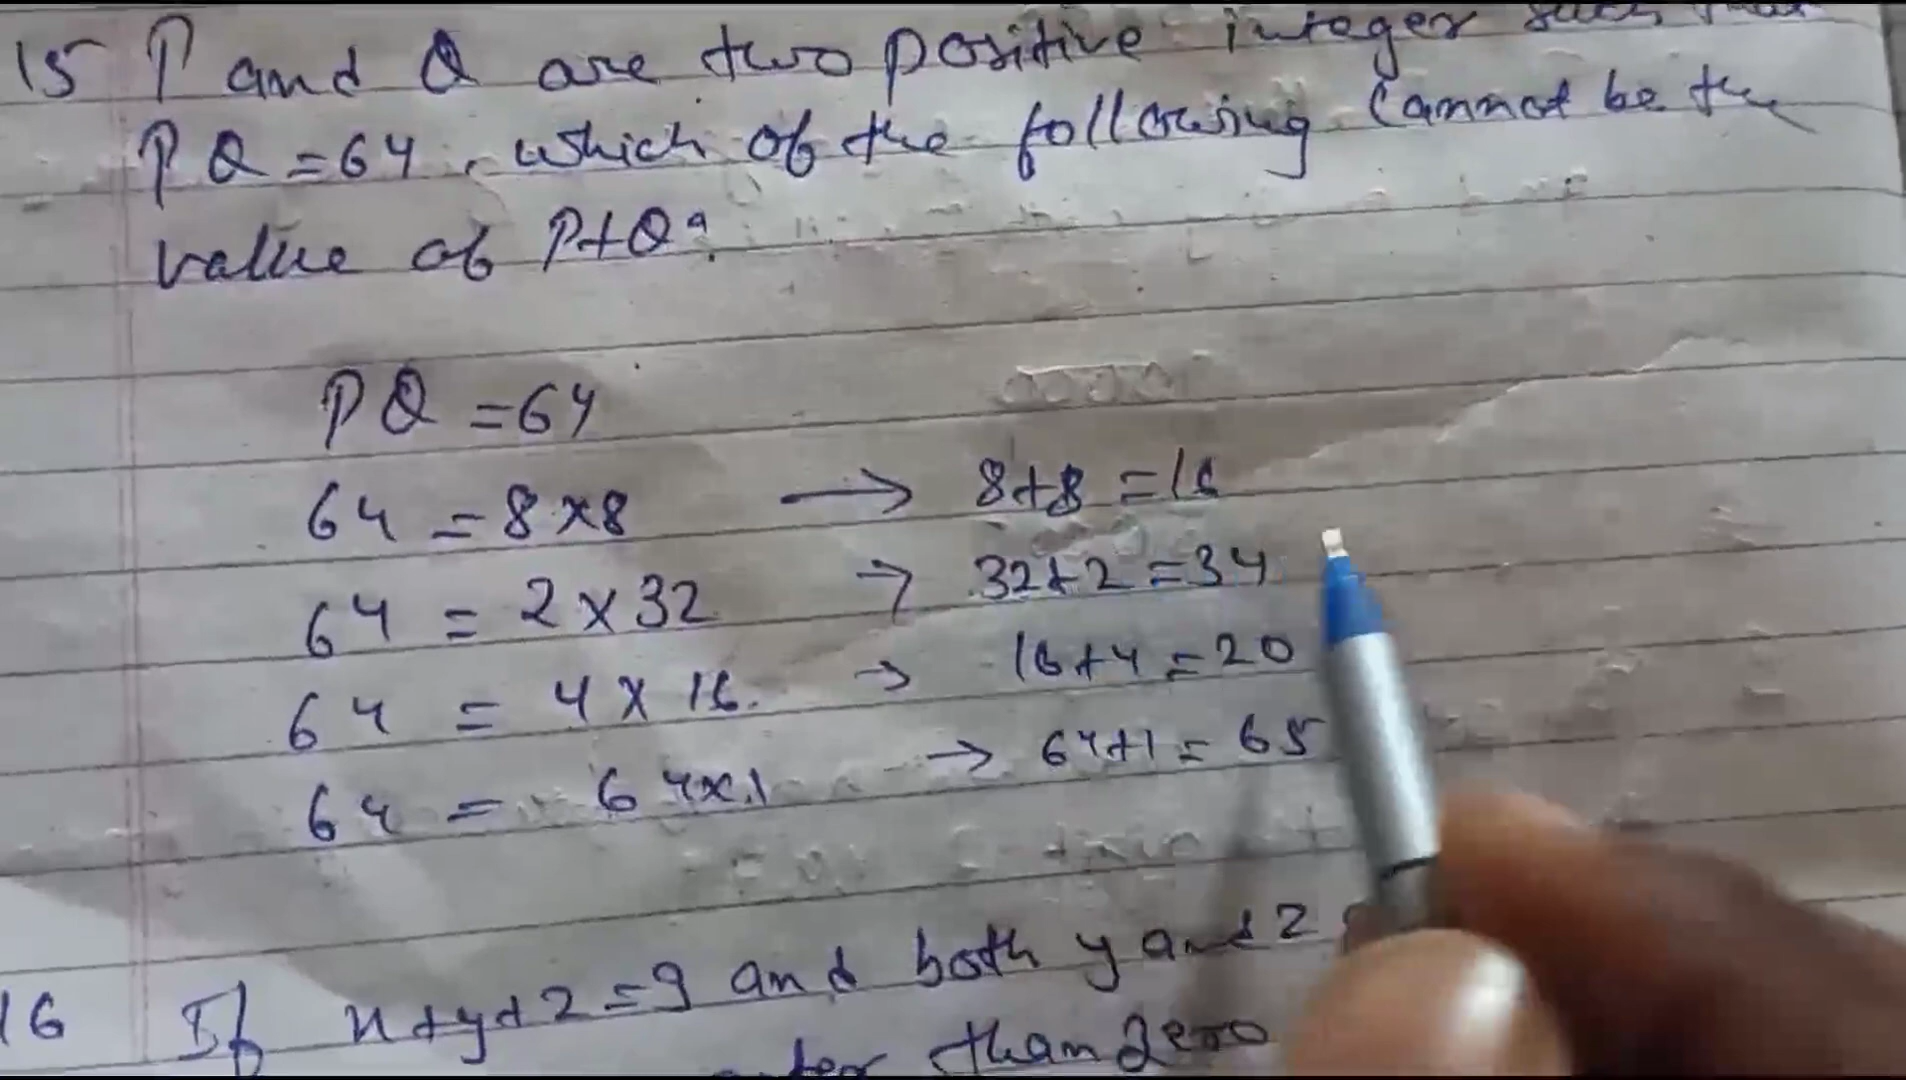 15 P and Q are two positive integer such that
PQ = 64, which of the following cannot be the
value of P+Q?
PQ = 64
64 = 8 × 8 → 8+8 = 16
64 = 2 × 32 → 32+2 = 34
64 = 4 × 16. → 16+4 = 20
64 = 64×1 → 64+1 = 65
16 If x+y+z = 9 and both y and z
than zero